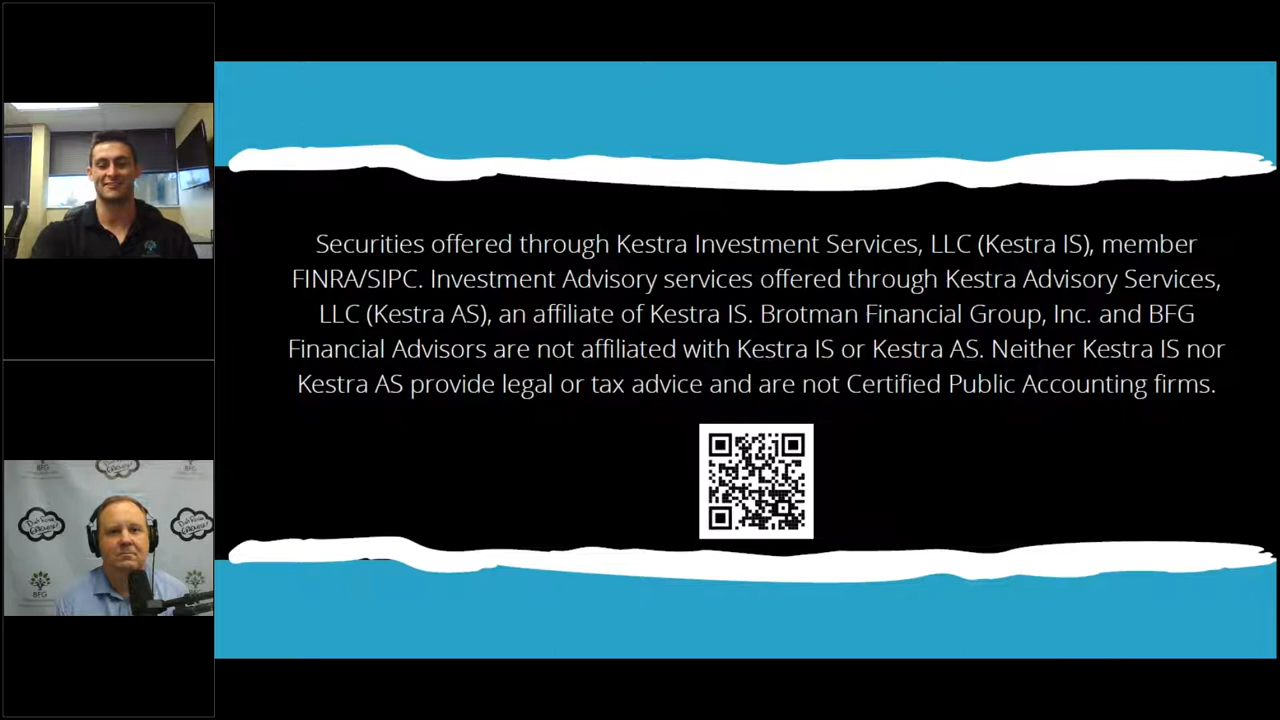 Securities offered through Kestra Investment Services, LLC (Kestra IS), member
FINRA/SIPC. Investment Advisory services offered through Kestra Advisory Services,
LLC (Kestra AS), an affiliate of Kestra IS. Brotman Financial Group, Inc. and BFG
Financial Advisors are not affiliated with Kestra IS or Kestra AS. Neither Kestra IS nor
Kestra AS provide legal or tax advice and are not Certified Public Accounting firms.
BFG
BFG